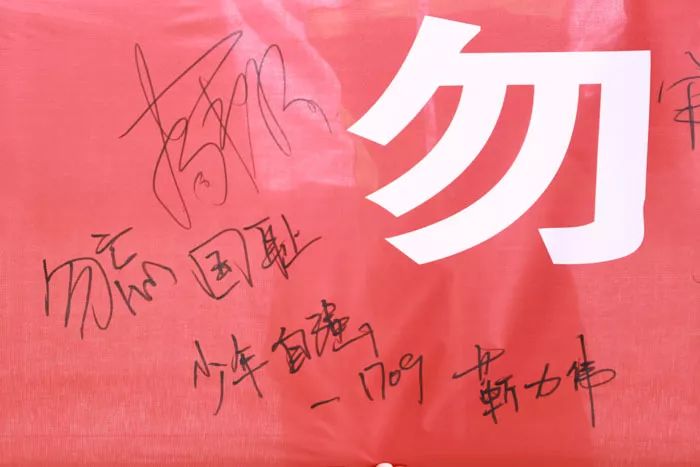 勿
勿忘国耻
少年自强
一1709 靳力伟